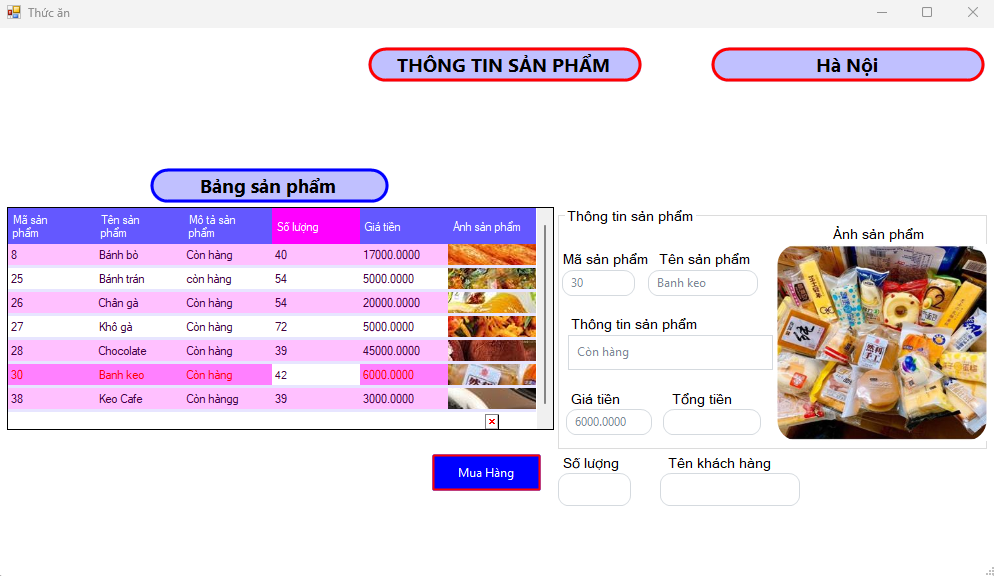 Thức ăn
THÔNG TIN SẢN PHẨM
Hà Nội
Bảng sản phẩm
Mã sản phẩm Tên sản phẩm Mô tả sản phẩm Số lượng Giá tiền Ảnh sản phẩm
8 Bánh bò Còn hàng 40 17000.0000
25 Bánh trán còn hàng 54 5000.0000
26 Chân gà Còn hàng 54 20000.0000
27 Khô gà Còn hàng 72 5000.0000
28 Chocolate Còn hàng 39 45000.0000
30 Banh keo Còn hàng 42 6000.0000
38 Keo Cafe Còn hàngg 39 3000.0000
Mua Hàng
Thông tin sản phẩm
Ảnh sản phẩm
Mã sản phẩm Tên sản phẩm
30 Banh keo
Thông tin sản phẩm
Còn hàng
Giá tiền Tổng tiền
6000.0000
Số lượng Tên khách hàng